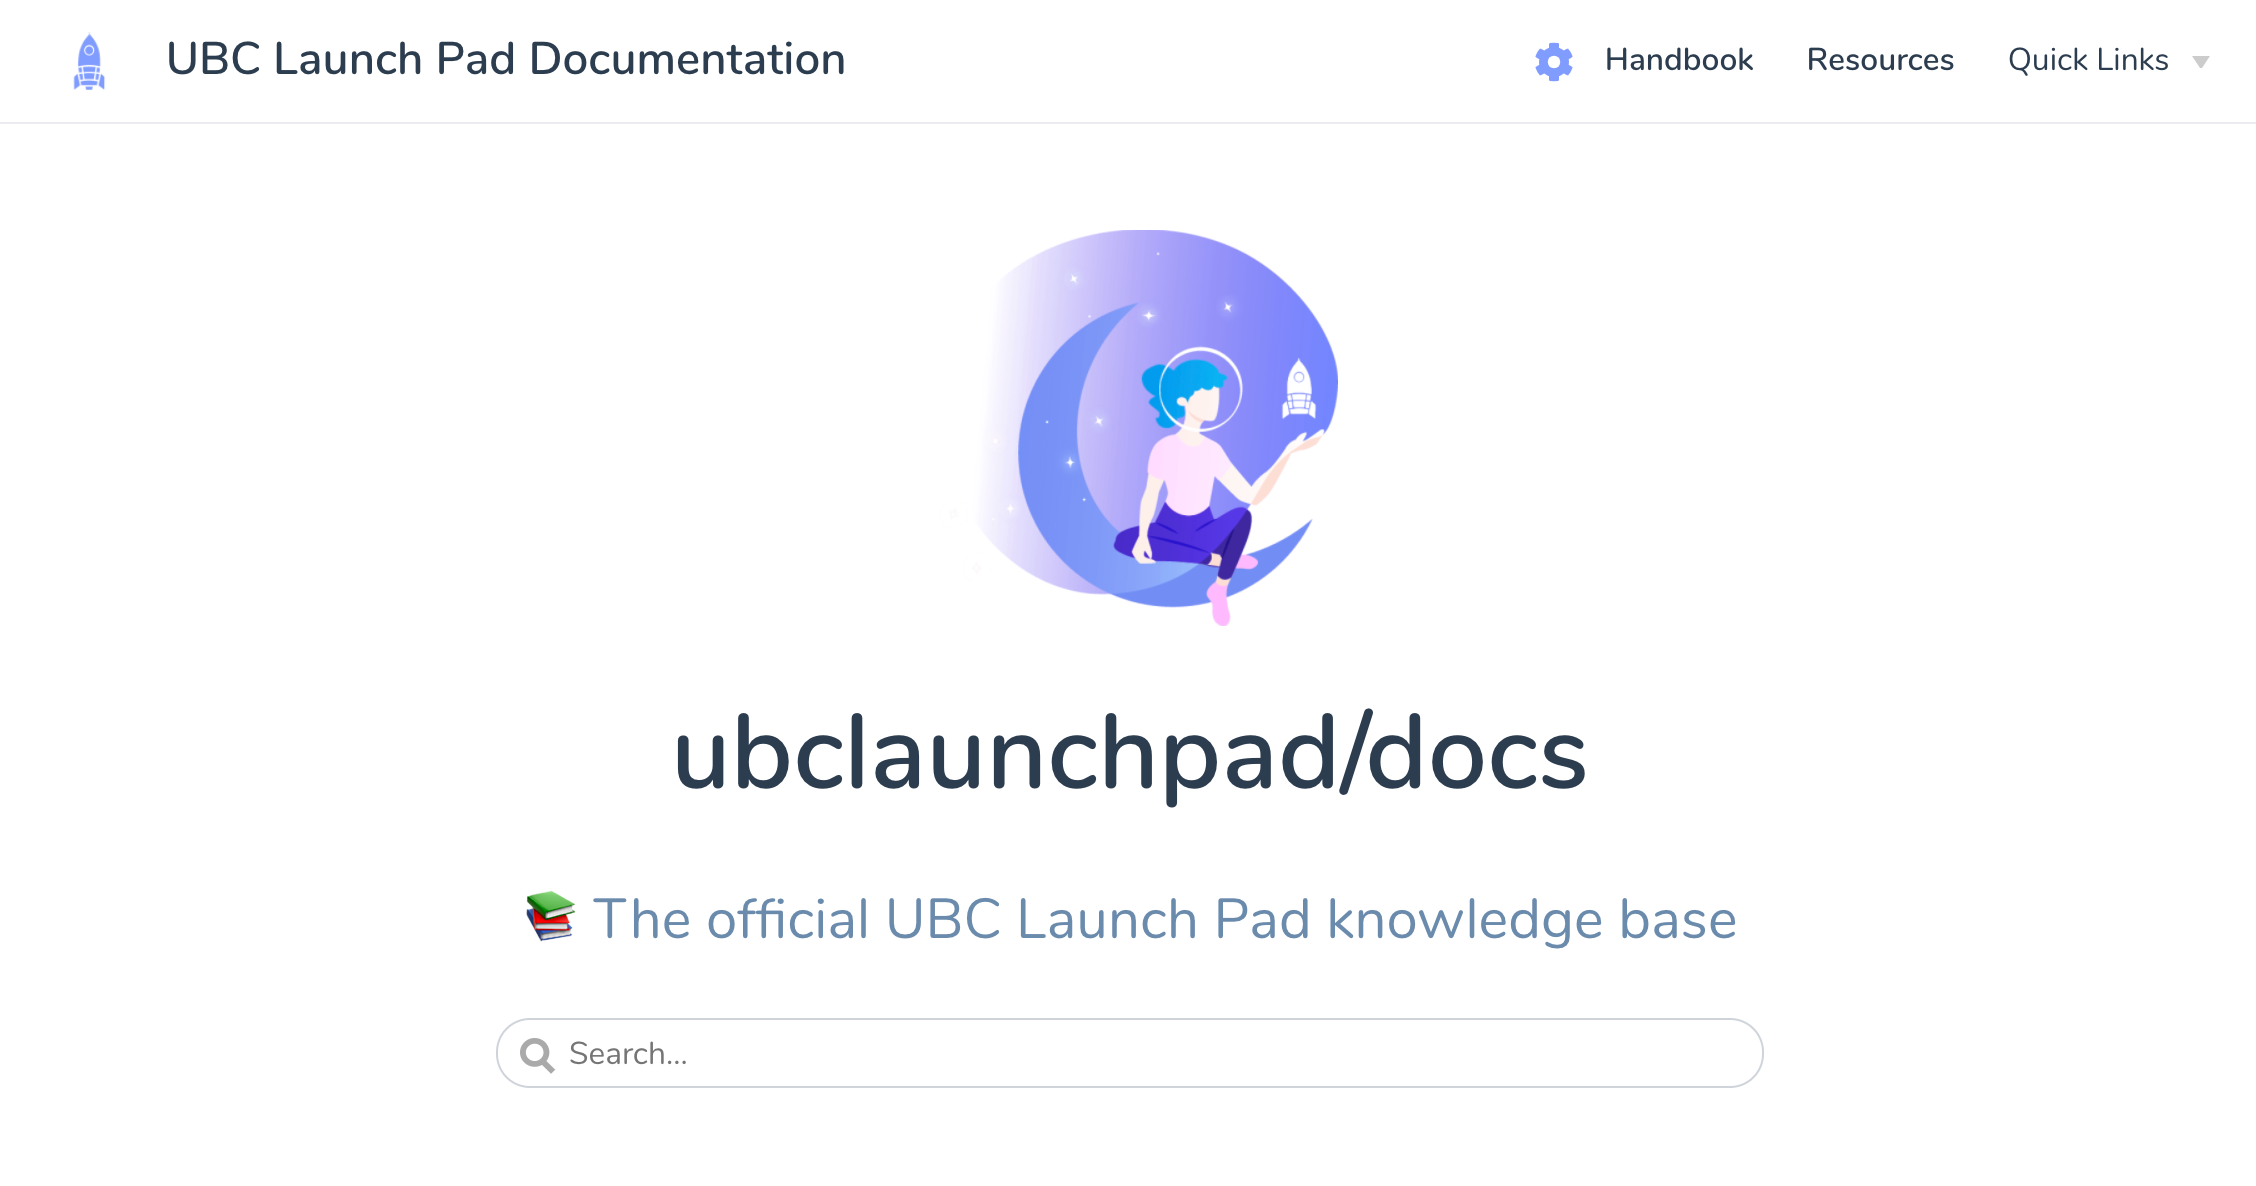 UBC Launch Pad Documentation
Handbook
Resources
Quick Links
ubclaunchpad/docs
📚 The official UBC Launch Pad knowledge base
Search...